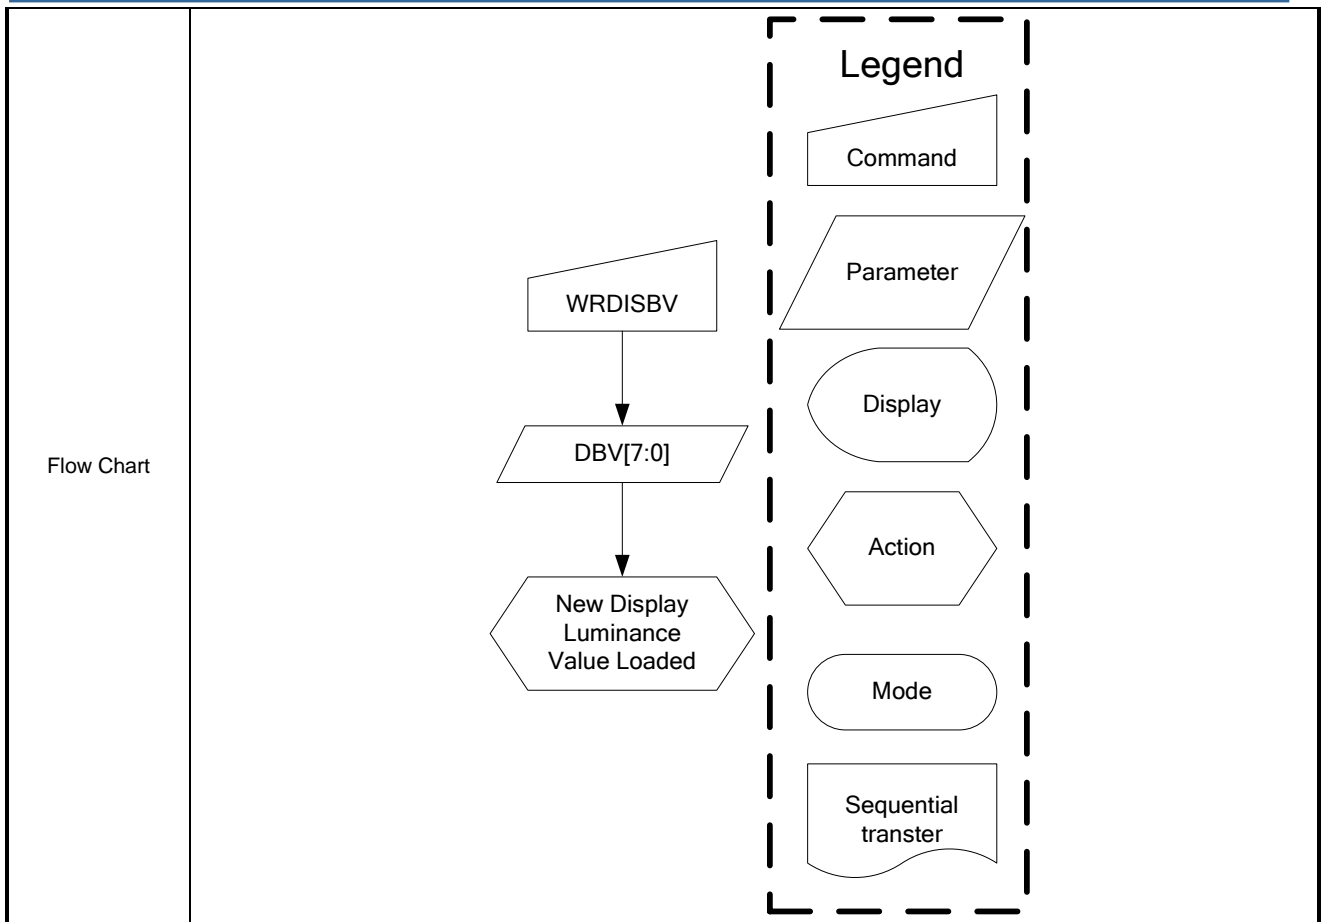 Flow Chart
WRDISBV
DBV[7:0]
New Display
Luminance
Value Loaded
Legend
Command
Parameter
Display
Action
Mode
Sequential
transter